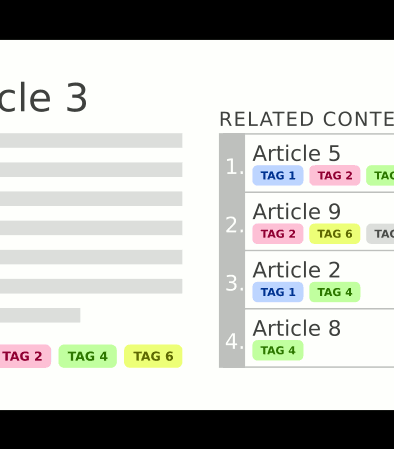 cle 3
TAG 2 TAG 4 TAG 6
RELATED CONTE
1. Article 5
TAG 1 TAG 2 TAG
2. Article 9
TAG 2 TAG 6 TAG
3. Article 2
TAG 1 TAG 4
4. Article 8
TAG 4